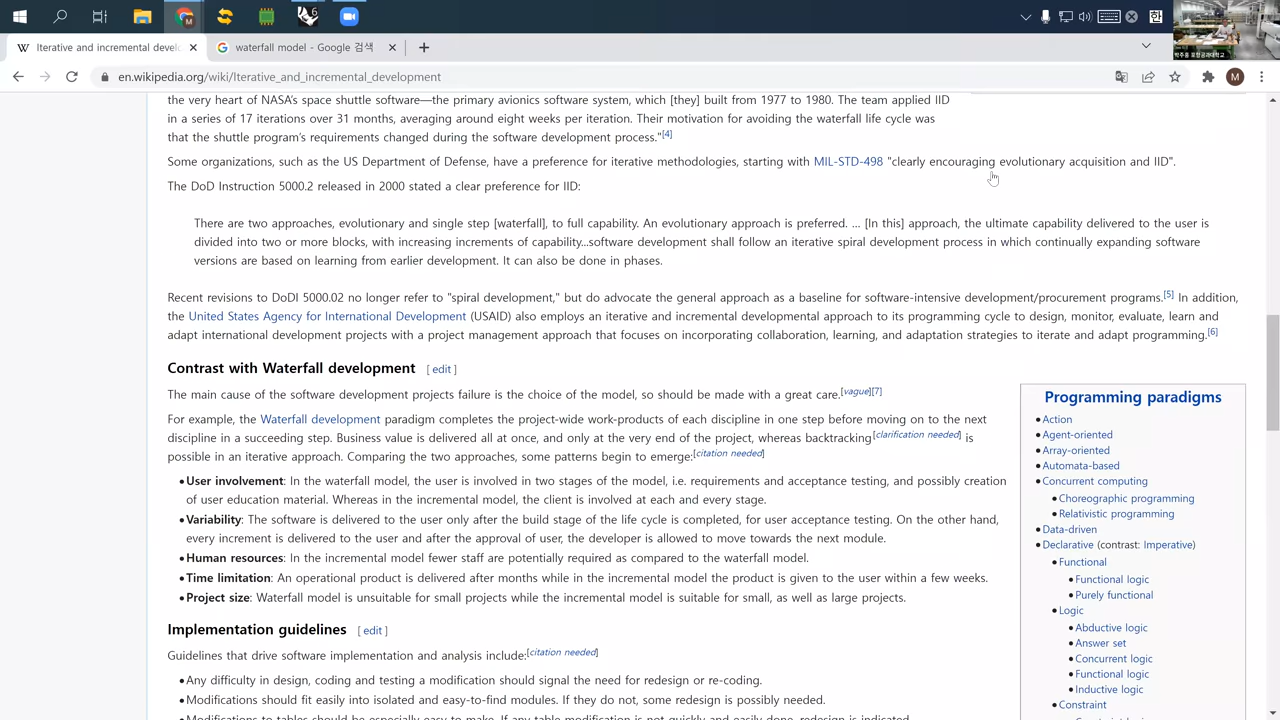 Iterative and incremental devel
waterfall model - Google 검색
en.wikipedia.org/wiki/Iterative_and_incremental_development
M
한
the very heart of NASA's space shuttle software—the primary avionics software system, which [they] built from 1977 to 1980. The team applied IID
in a series of 17 iterations over 31 months, averaging around eight weeks per iteration. Their motivation for avoiding the waterfall life cycle was
that the shuttle program's requirements changed during the software development process."[4]
Some organizations, such as the US Department of Defense, have a preference for iterative methodologies, starting with MIL-STD-498 "clearly encouraging evolutionary acquisition and IID".
The DoD Instruction 5000.2 released in 2000 stated a clear preference for IID:
There are two approaches, evolutionary and single step [waterfall], to full capability. An evolutionary approach is preferred. … [In this] approach, the ultimate capability delivered to the user is
divided into two or more blocks, with increasing increments of capability...software development shall follow an iterative spiral development process in which continually expanding software
versions are based on learning from earlier development. It can also be done in phases.
Recent revisions to DoDI 5000.02 no longer refer to "spiral development," but do advocate the general approach as a baseline for software-intensive development/procurement programs.[5] In addition,
the United States Agency for International Development (USAID) also employs an iterative and incremental developmental approach to its programming cycle to design, monitor, evaluate, learn and
adapt international development projects with a project management approach that focuses on incorporating collaboration, learning, and adaptation strategies to iterate and adapt programming.[6]
Contrast with Waterfall development [ edit ]
The main cause of the software development projects failure is the choice of the model, so should be made with a great care.[vague][7]
For example, the Waterfall development paradigm completes the project-wide work-products of each discipline in one step before moving on to the next
discipline in a succeeding step. Business value is delivered all at once, and only at the very end of the project, whereas backtracking[clarification needed] is
possible in an iterative approach. Comparing the two approaches, some patterns begin to emerge:[citation needed]
• User involvement: In the waterfall model, the user is involved in two stages of the model, i.e. requirements and acceptance testing, and possibly creation
of user education material. Whereas in the incremental model, the client is involved at each and every stage.
• Variability: The software is delivered to the user only after the build stage of the life cycle is completed, for user acceptance testing. On the other hand,
every increment is delivered to the user and after the approval of user, the developer is allowed to move towards the next module.
• Human resources: In the incremental model fewer staff are potentially required as compared to the waterfall model.
• Time limitation: An operational product is delivered after months while in the incremental model the product is given to the user within a few weeks.
• Project size: Waterfall model is unsuitable for small projects while the incremental model is suitable for small, as well as large projects.
Implementation guidelines [ edit ]
Guidelines that drive software implementation and analysis include:[citation needed]
• Any difficulty in design, coding and testing a modification should signal the need for redesign or re-coding.
• Modifications should fit easily into isolated and easy-to-find modules. If they do not, some redesign is possibly needed.
• Modifications to tables should be especially easy to make. If any table modification is not quickly and easily done, redesign is indicated.
Programming paradigms
• Action
• Agent-oriented
• Array-oriented
• Automata-based
• Concurrent computing
• Choreographic programming
• Relativistic programming
• Data-driven
• Declarative (contrast: Imperative)
• Functional
• Functional logic
• Purely functional
• Logic
• Abductive logic
• Answer set
• Concurrent logic
• Functional logic
• Inductive logic
• Constraint